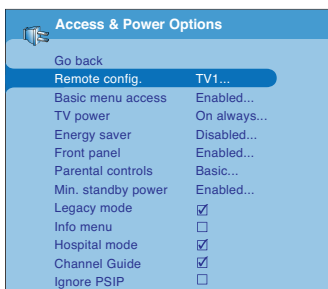 Access & Power Options
Go back
Remote config. TV1...
Basic menu access Enabled...
TV power On always...
Energy saver Disabled...
Front panel Enabled...
Parental controls Basic...
Min. standby power Enabled...
Legacy mode ☑
Info menu ☐
Hospital mode ☑
Channel Guide ☑
Ignore PSIP ☐